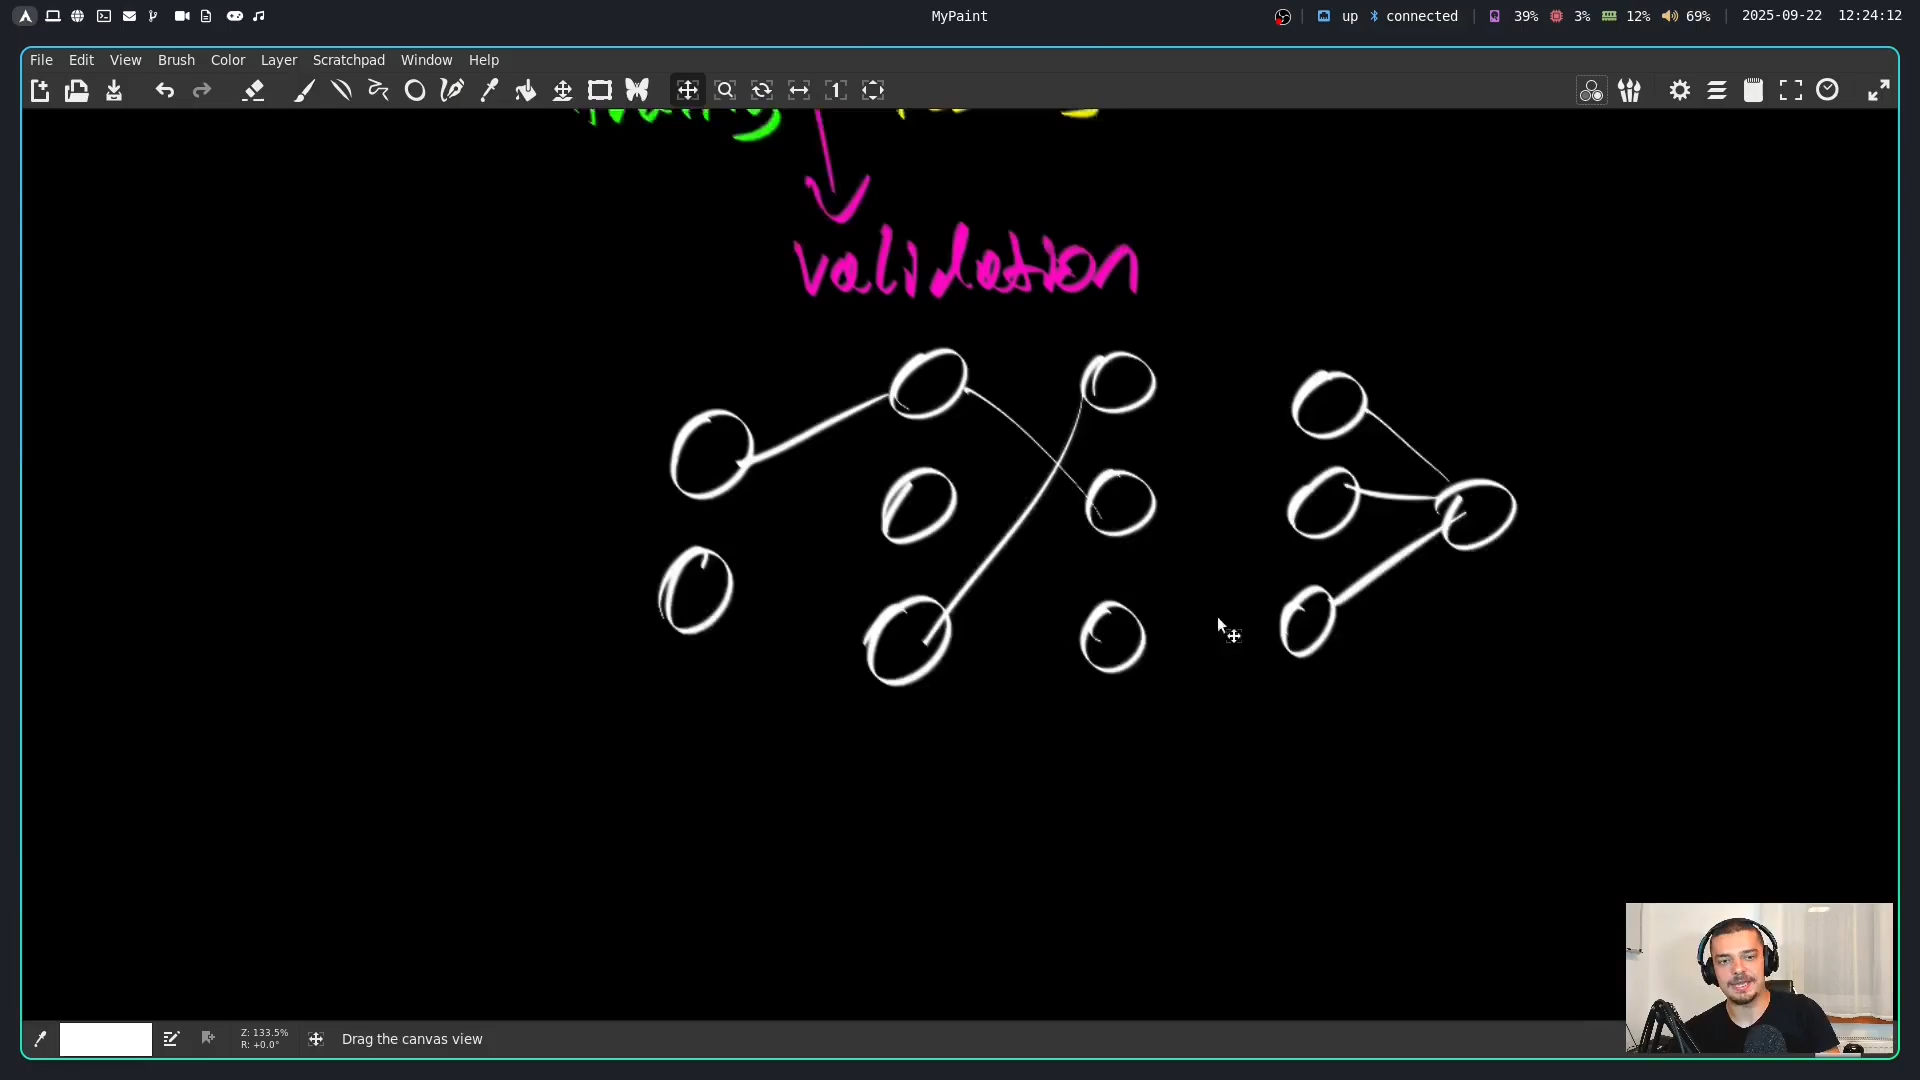 MyPaint
up connected 39% 3% 12% 69% 2025-09-22 12:24:12
File Edit View Brush Color Layer Scratchpad Window Help
1
validation
Z: 133.5%
R: +0.0°
Drag the canvas view